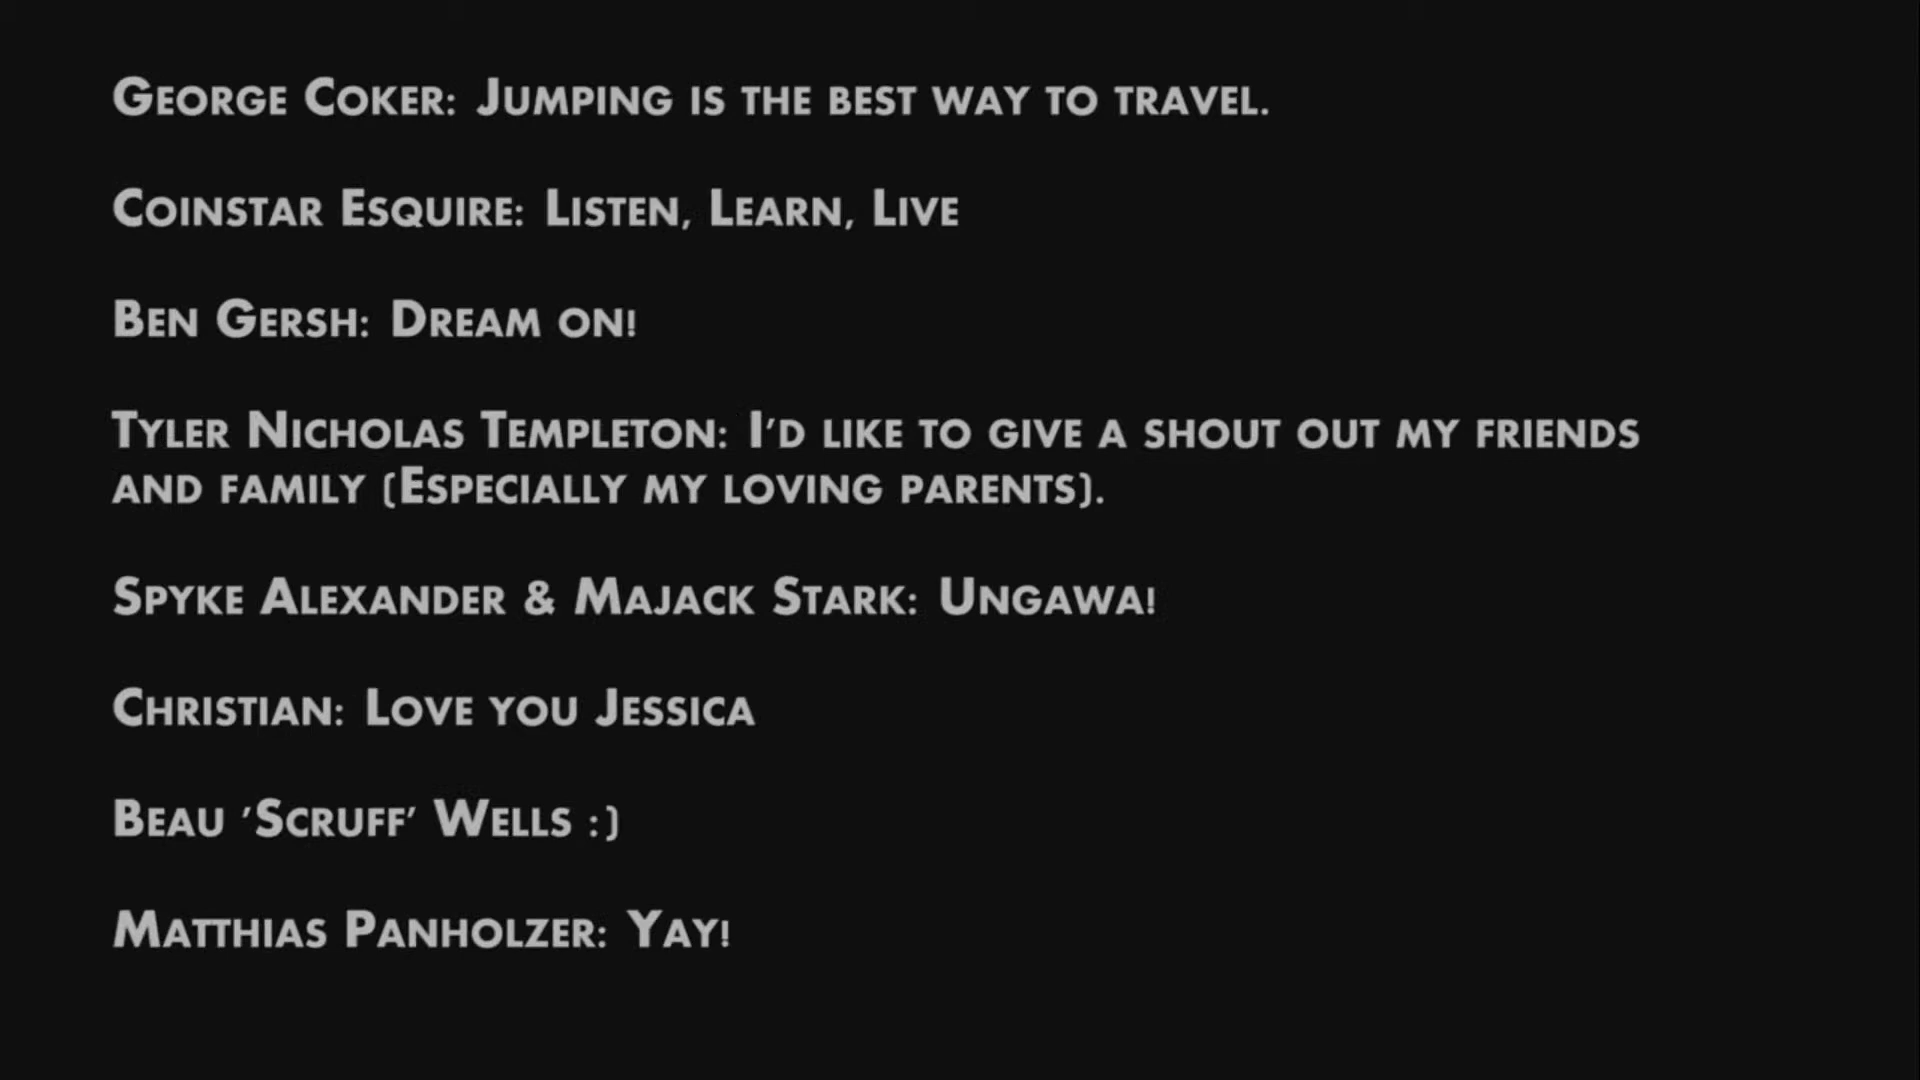 George Coker: Jumping is the best way to travel.
Coinstar Esquire: Listen, Learn, Live
Ben Gersh: Dream on!
Tyler Nicholas Templeton: I'd like to give a shout out my friends
and family (Especially my loving parents).
Spyke Alexander & Majack Stark: Ungawa!
Christian: Love you Jessica
Beau 'Scruff' Wells :)
Matthias Panholzer: Yay!